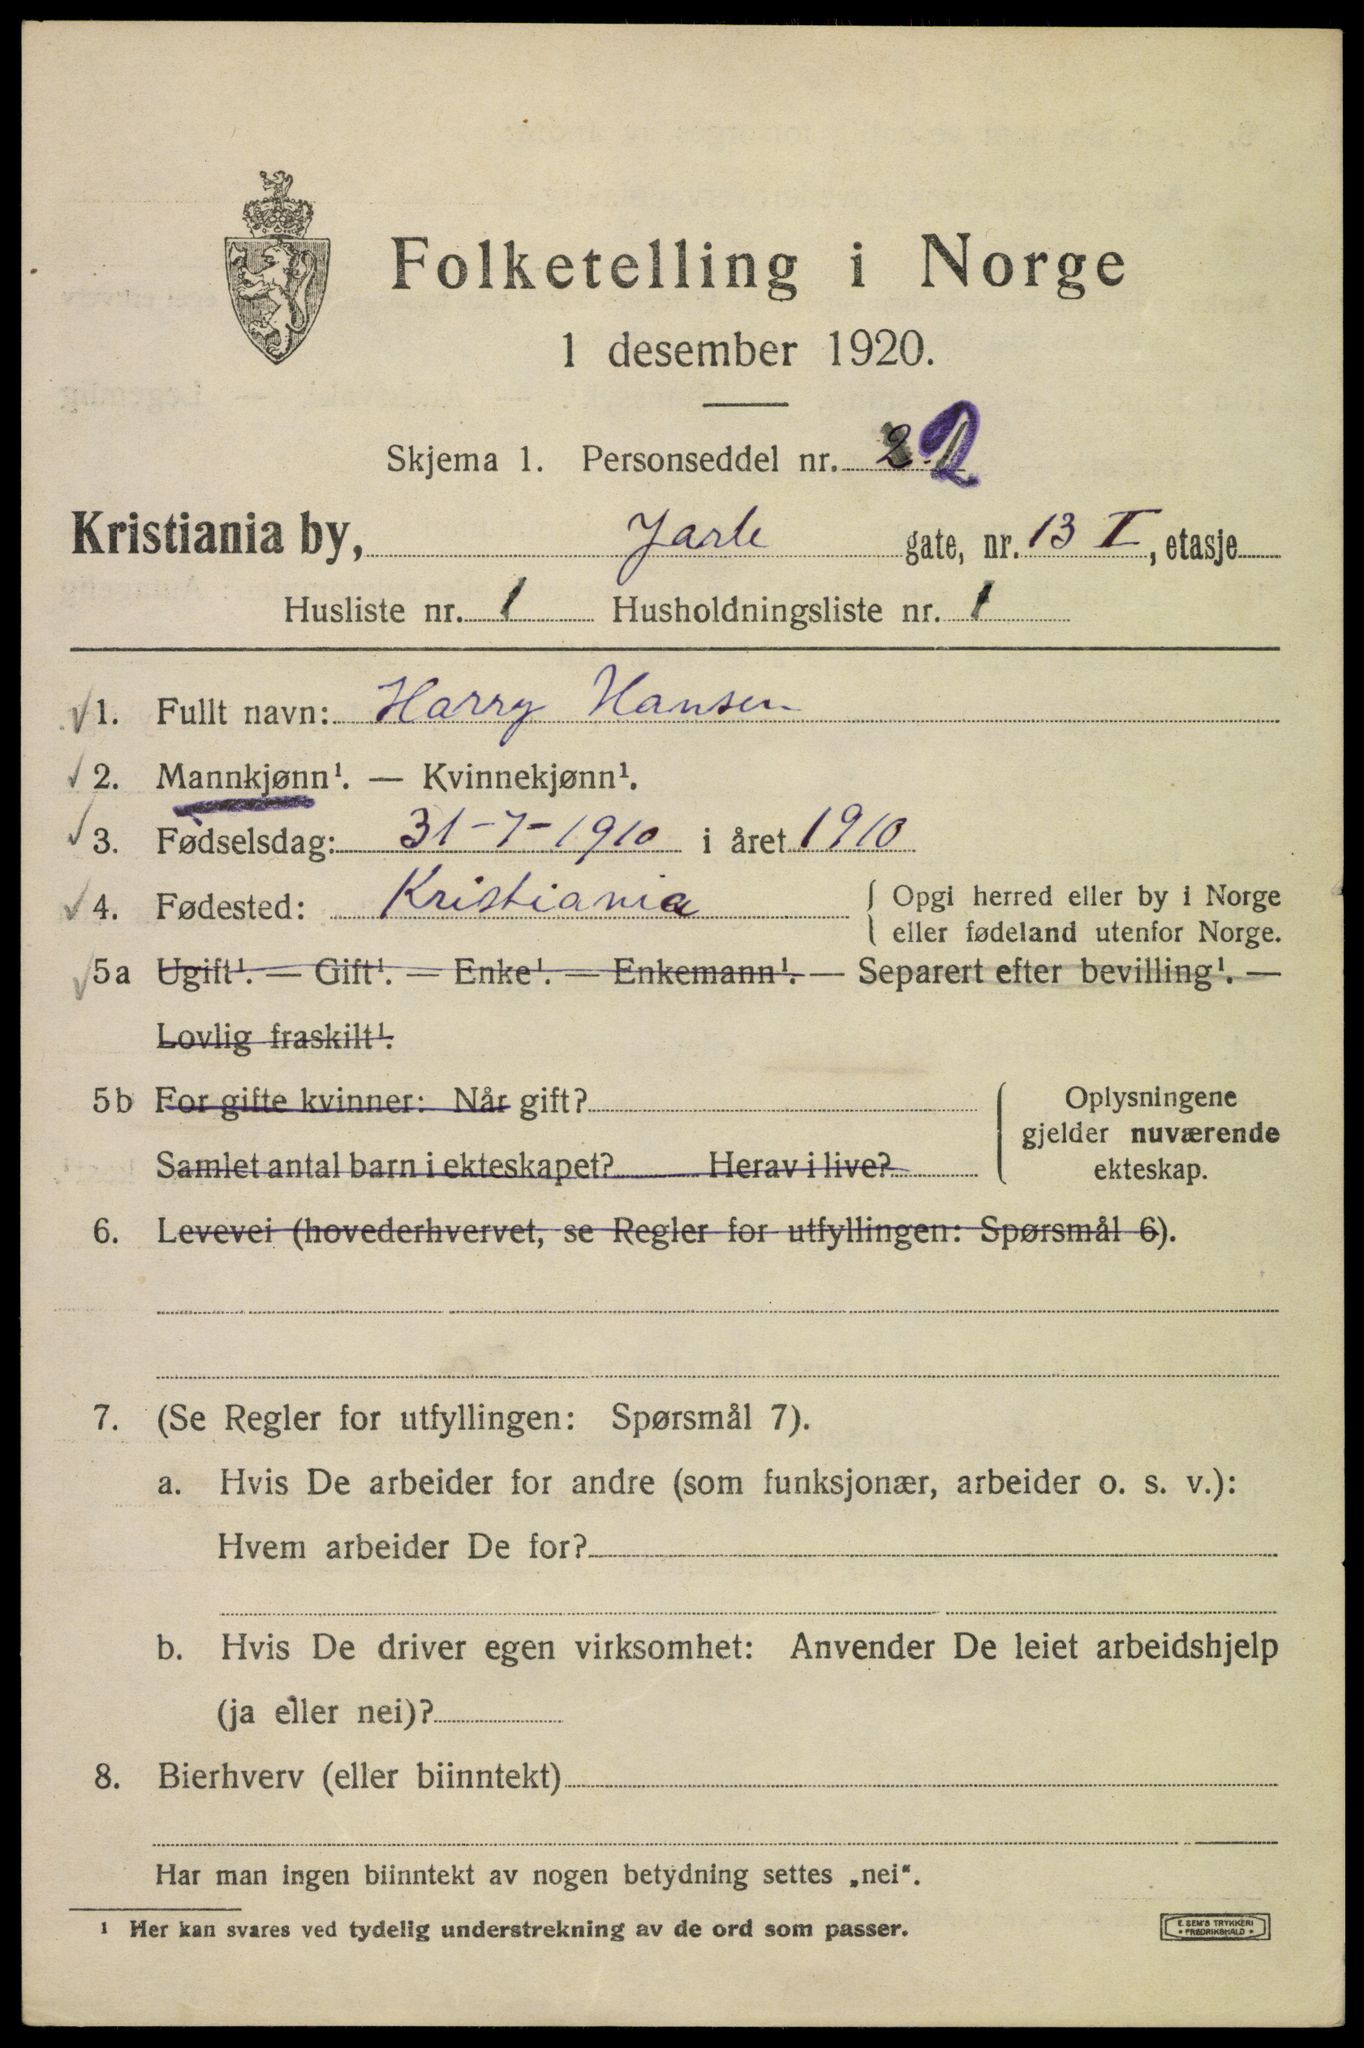 Folketelling i Norge
1 desember 1920.
Skjema 1. Personseddel nr. 2
Kristiania by, Jarle gate, nr. 13 I, etasje
Husliste nr. 1 Husholdningsliste nr. 1
1. Fullt navn: Harry Hansen
2. Mannkjønn¹. — Kvinnekjønn¹.
3. Fødselsdag: 31-7-1910 i året 1910
4. Fødested: Kristiania { Opgi herred eller by i Norge
eller fødeland utenfor Norge.
5a Ugift¹. — Gift¹. — Enke¹. — Enkemann¹. — Separert efter bevilling¹. —
Lovlig fraskilt¹.
5b For gifte kvinner: Når gift?
Samlet antal barn i ekteskapet? Herav i live?
Oplysningene
gjelder nuværende
ekteskap.
6. Levevei (hovederhvervet, se Regler for utfyllingen: Spørsmål 6).
7. (Se Regler for utfyllingen: Spørsmål 7).
a. Hvis De arbeider for andre (som funksjonær, arbeider o. s. v.):
Hvem arbeider De for?
b. Hvis De driver egen virksomhet: Anvender De leiet arbeidshjelp
(ja eller nei)?
8. Bierhverv (eller biinntekt)
Har man ingen biinntekt av nogen betydning settes „nei“.
¹ Her kan svares ved tydelig understrekning av de ord som passer.
E. SEM'S TRYKKERI
• FREDRIKSHALD •